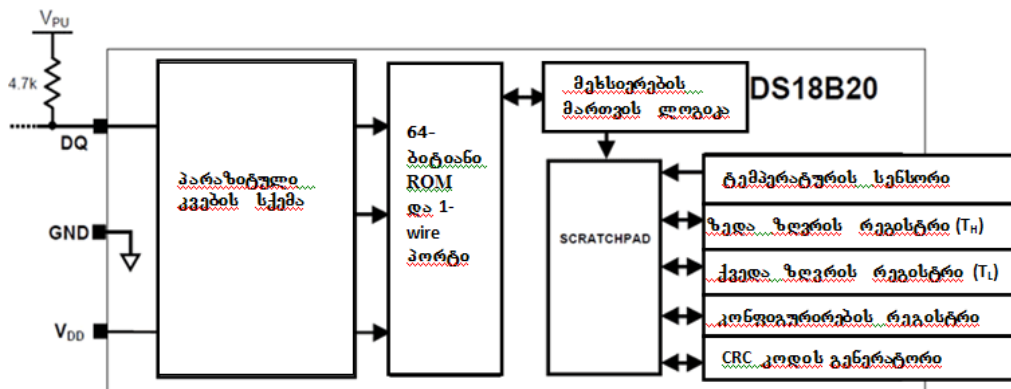 VPU
4.7k
DQ
GND
VDD
პარაზიტული
კვების სქემა
64-
ბიტიანი
ROM
და 1-
wire
პორტი
მეხსიერების
მართვის ლოგიკა
DS18B20
SCRATCHPAD
ტემპერატურის სენსორი
ზედა ზღვრის რეგისტრი (TH)
ქვედა ზღვრის რეგისტრი (TL)
კონფიგურირების რეგისტრი
CRC კოდის გენერატორი